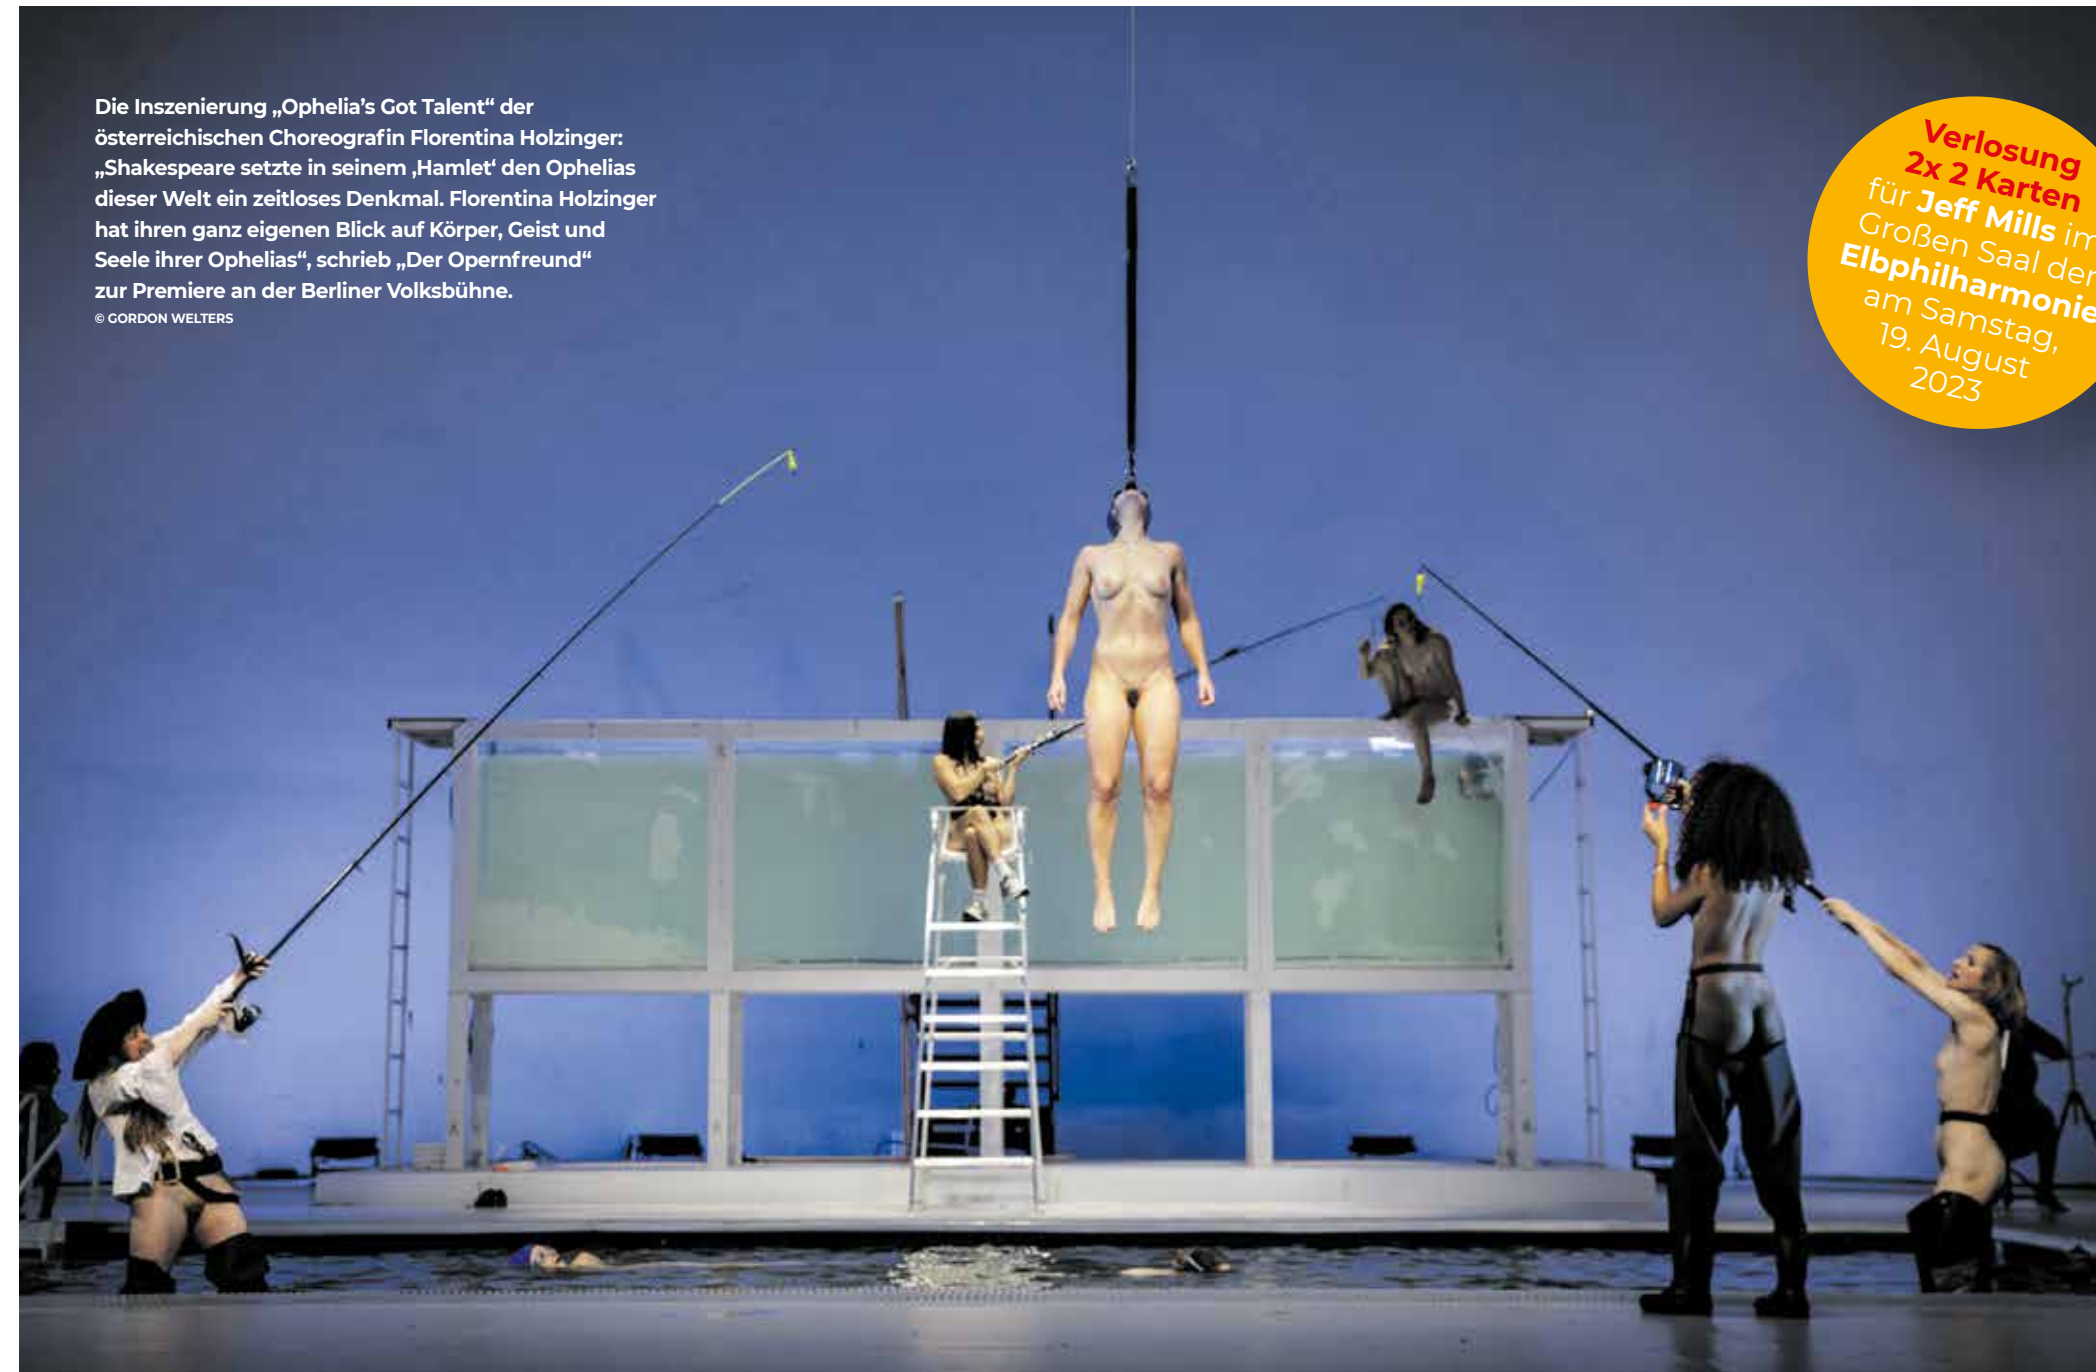 Die Inszenierung „Ophelia’s Got Talent“ der
österreichischen Choreografin Florentina Holzinger:
„Shakespeare setzte in seinem ‚Hamlet‘ den Ophelias
dieser Welt ein zeitloses Denkmal. Florentina Holzinger
hat ihren ganz eigenen Blick auf Körper, Geist und
Seele ihrer Ophelias“, schrieb „Der Opernfreund“
zur Premiere an der Berliner Volksbühne.
© GORDON WELTERS
Verlosung
2x 2 Karten
für Jeff Mills im
Großen Saal der
Elbphilharmonie
am Samstag,
19. August
2023